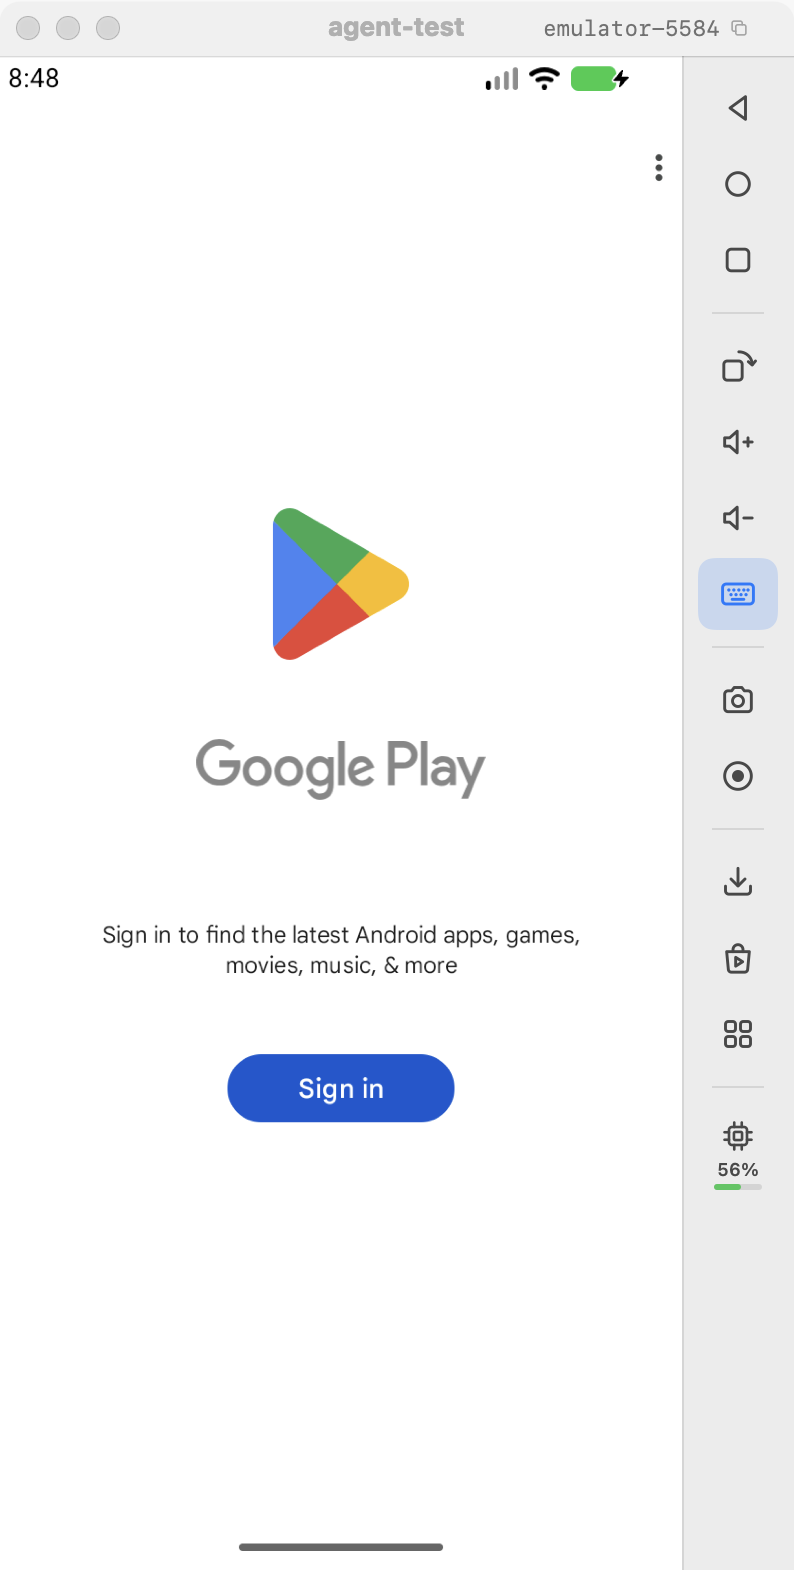 agent-test
emulator-5584
8:48
Google Play
Sign in to find the latest Android apps, games,
movies, music, & more
Sign in
56%